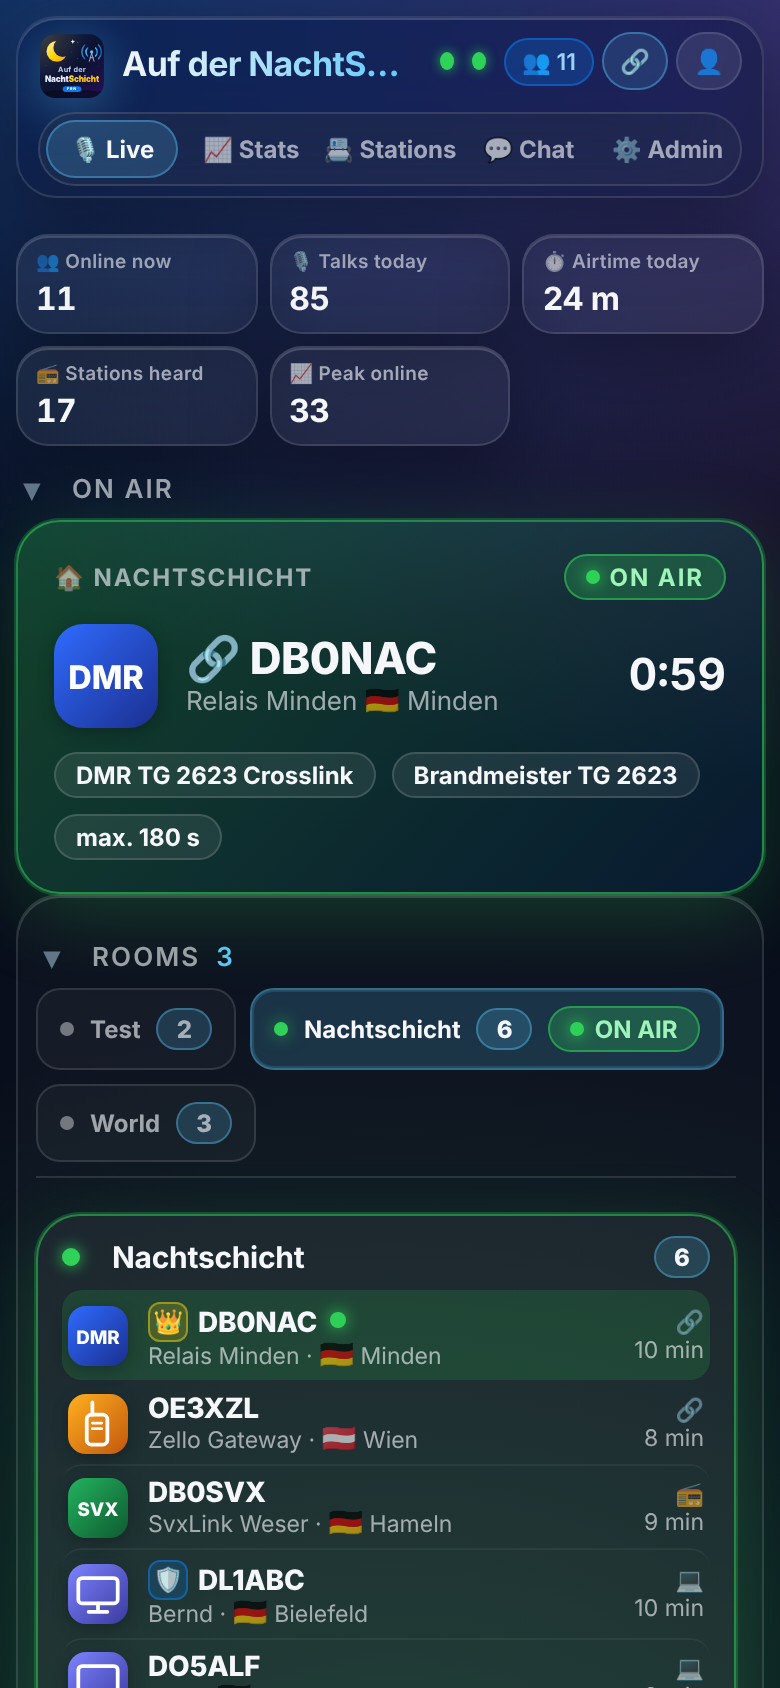 Auf der
NachtSchicht
FRN
Auf der NachtS...
11
Live
Stats
Stations
Chat
Admin
Online now
11
Talks today
85
Airtime today
24 m
Stations heard
17
Peak online
33
ON AIR
NACHTSCHICHT
ON AIR
DMR
DB0NAC
Relais Minden Minden
0:59
DMR TG 2623 Crosslink
Brandmeister TG 2623
max. 180 s
ROOMS 3
Test 2
Nachtschicht 6 ON AIR
World 3
Nachtschicht
6
DMR
DB0NAC
Relais Minden · Minden
10 min
OE3XZL
Zello Gateway · Wien
8 min
SVX
DB0SVX
SvxLink Weser · Hameln
9 min
DL1ABC
Bernd · Bielefeld
10 min
DO5ALF